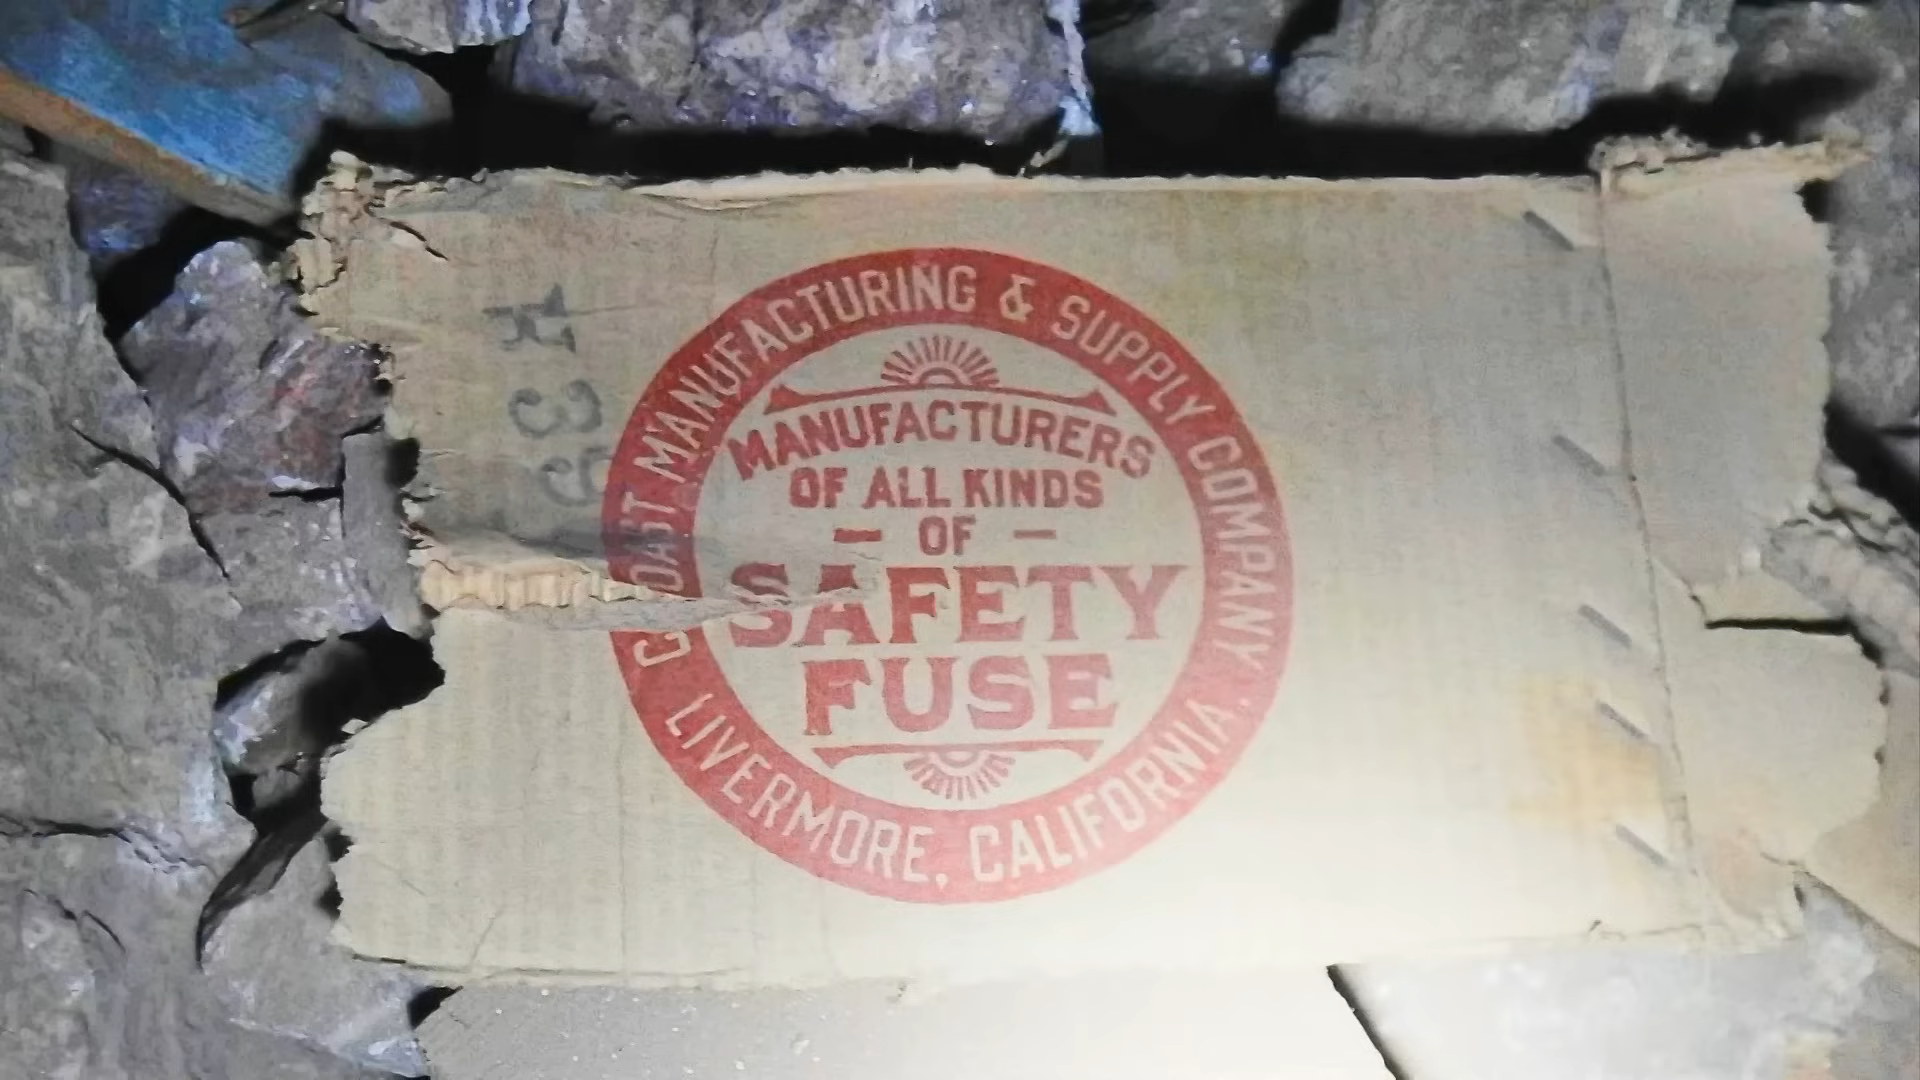 COAST MANUFACTURING & SUPPLY COMPANY
MANUFACTURERS
OF ALL KINDS
— OF —
SAFETY
FUSE
LIVERMORE, CALIFORNIA